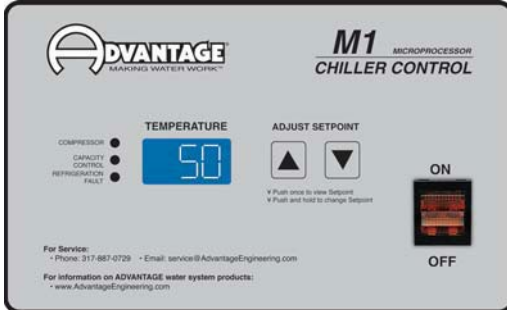 ADVANTAGE
MAKING WATER WORK™
M1 MICROPROCESSOR
CHILLER CONTROL
TEMPERATURE
ADJUST SETPOINT
COMPRESSOR
CAPACITY
CONTROL
REFRIGERATION
FAULT
50
¥ Push once to view Setpoint
¥ Push and hold to change Setpoint
ON
OFF
For Service:
• Phone: 317-887-0729 • Email: service@AdvantageEngineering.com
For information on ADVANTAGE water system products:
• www.AdvantageEngineering.com